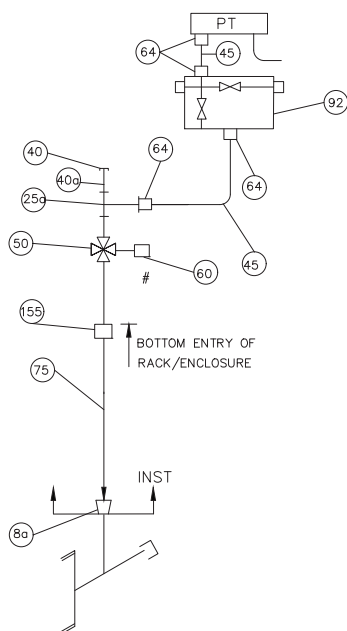 PT
64
45
92
40
64
40a
25a
64
50
45
60
#
155
BOTTOM ENTRY OF
RACK/ENCLOSURE
75
INST
8a